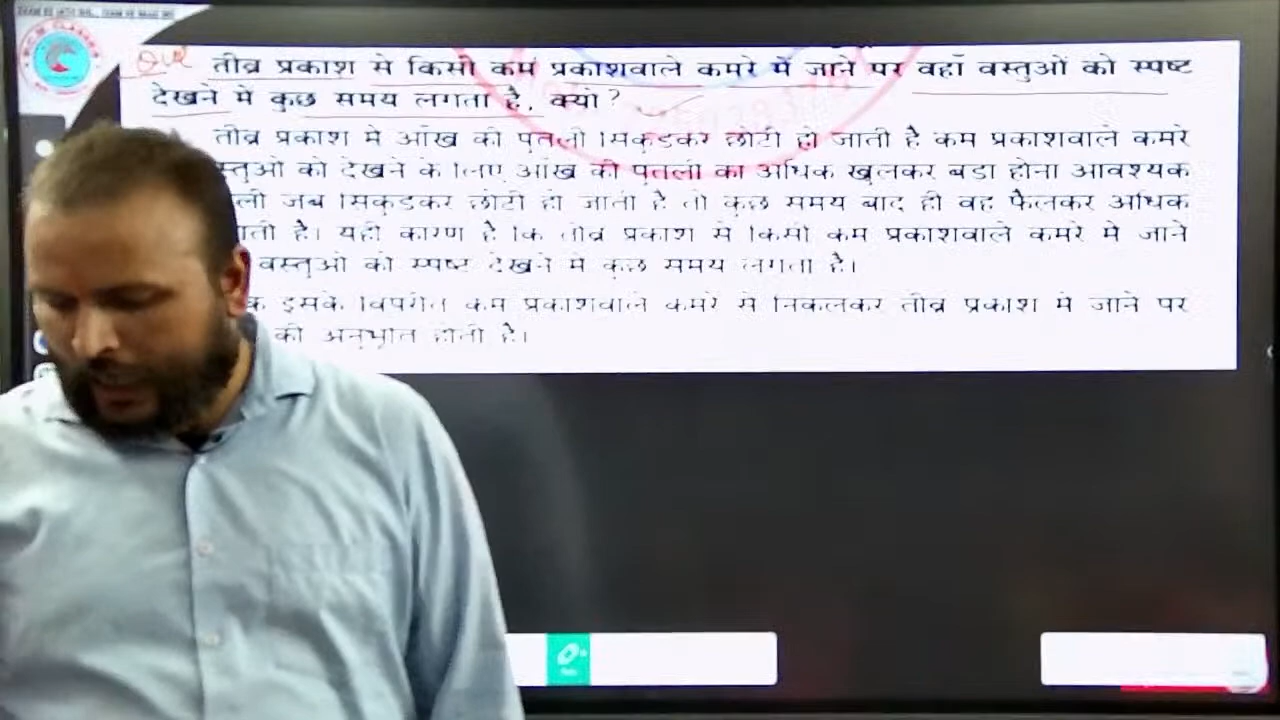 Que तीव्र प्रकाश से किसी कम प्रकाशवाले कमरे में जाने पर वहाँ वस्तुओं को स्पष्ट
देखने में कुछ समय लगता है, क्यों?
तीव्र प्रकाश में आँख की पुतली सिकुड़कर छोटी हो जाती है कम प्रकाशवाले कमरे
को देखने के लिए आँख की पुतली का अधिक खुलकर बड़ा होना आवश्यक
जब सिकुड़कर छोटी हो जाती है तो कुछ समय बाद ही वह फैलकर अधिक
है। यही कारण है कि तीव्र प्रकाश से किसी कम प्रकाशवाले कमरे में जाने
वस्तुओं को स्पष्ट देखने में कुछ समय लगता है।
इसके विपरीत कम प्रकाशवाले कमरे से निकलकर तीव्र प्रकाश में जाने पर
की अनुभूति होती है।